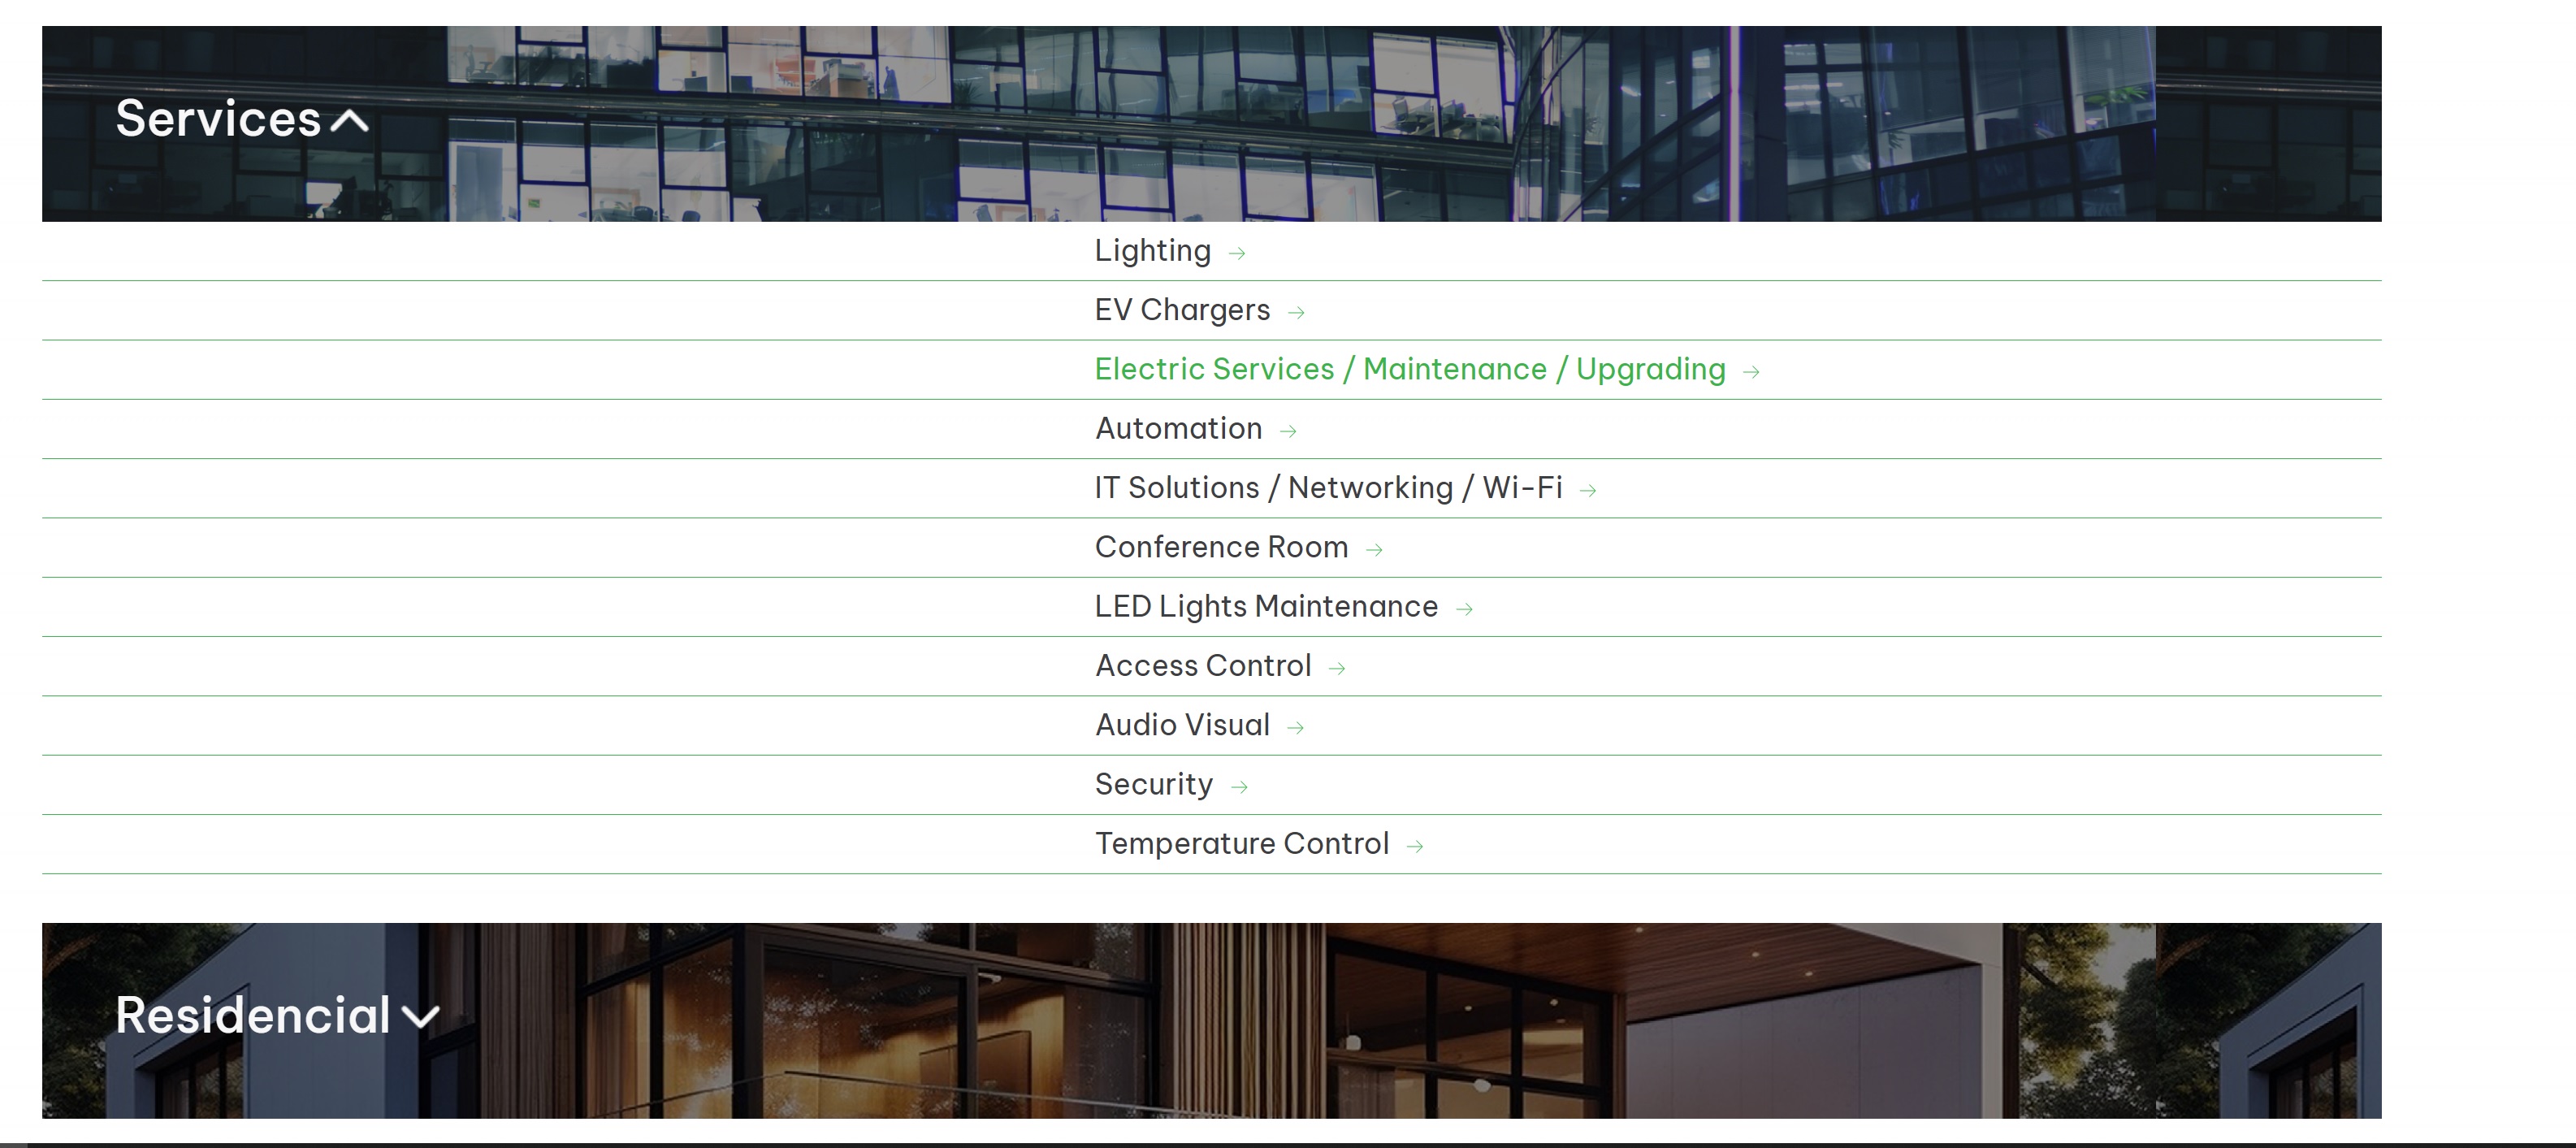 Services
Lighting →
EV Chargers →
Electric Services / Maintenance / Upgrading →
Automation →
IT Solutions / Networking / Wi-Fi →
Conference Room →
LED Lights Maintenance →
Access Control →
Audio Visual →
Security →
Temperature Control →
Residencial